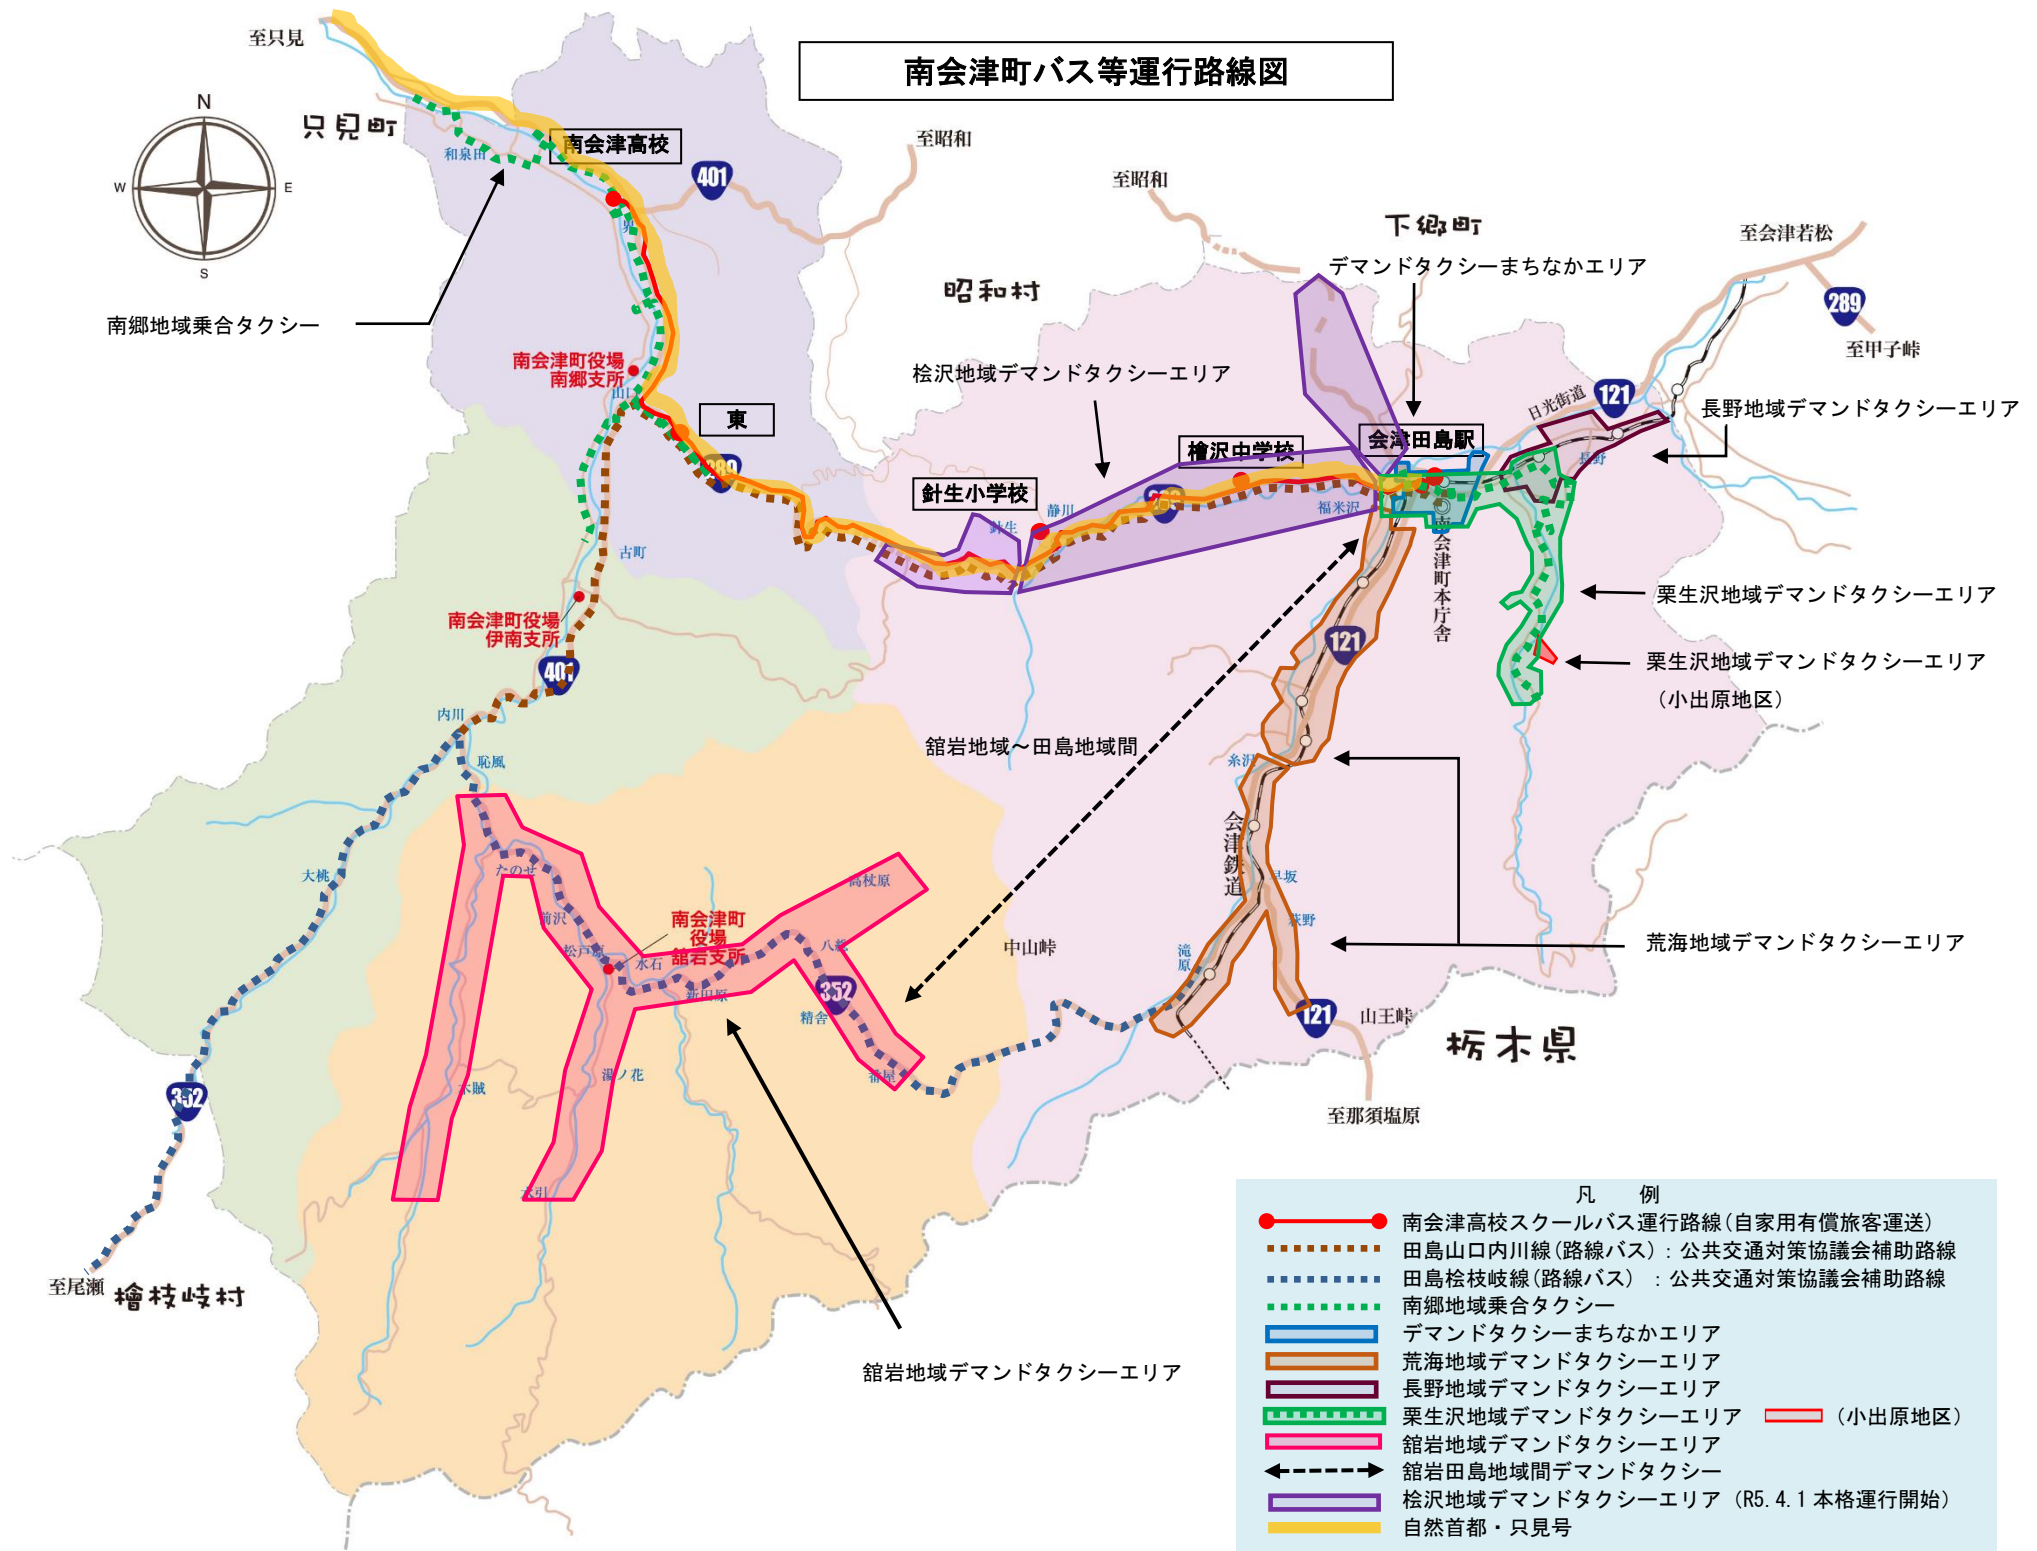 南会津町バス等運行路線図
至只見
只見町
N
W
E
S
和泉田
南会津高校
401
至昭和
至昭和
下郷町
至会津若松
デマンドタクシーまちなかエリア
昭和村
289
至甲子峠
界
南郷地域乗合タクシー
南会津町役場
南郷支所
山口
桧沢地域デマンドタクシーエリア
日光街道
121
長野地域デマンドタクシーエリア
東
289
会津田島駅
檜沢中学校
長野
針生小学校
静川
針生
福米沢
南会津町本庁舎
古町
栗生沢地域デマンドタクシーエリア
南会津町役場
伊南支所
121
栗生沢地域デマンドタクシーエリア
（小出原地区）
401
内川
舘岩地域～田島地域間
糸沢
恥風
会津鉄道
大桃
たのせ
高杖原
早坂
前沢
南会津町
役場
舘岩支所
萩野
松戸原
水石
八総
中山峠
滝原
荒海地域デマンドタクシーエリア
352
新田原
精舎
121
山王峠
栃木県
番屋
湯ノ花
木賊
352
至那須塩原
水引
至尾瀬
檜枝岐村
舘岩地域デマンドタクシーエリア
凡　例
南会津高校スクールバス運行路線（自家用有償旅客運送）
田島山口内川線（路線バス）：公共交通対策協議会補助路線
田島桧枝岐線（路線バス）：公共交通対策協議会補助路線
南郷地域乗合タクシー
デマンドタクシーまちなかエリア
荒海地域デマンドタクシーエリア
長野地域デマンドタクシーエリア
栗生沢地域デマンドタクシーエリア　（小出原地区）
舘岩地域デマンドタクシーエリア
舘岩田島地域間デマンドタクシー
桧沢地域デマンドタクシーエリア（R5.4.1本格運行開始）
自然首都・只見号